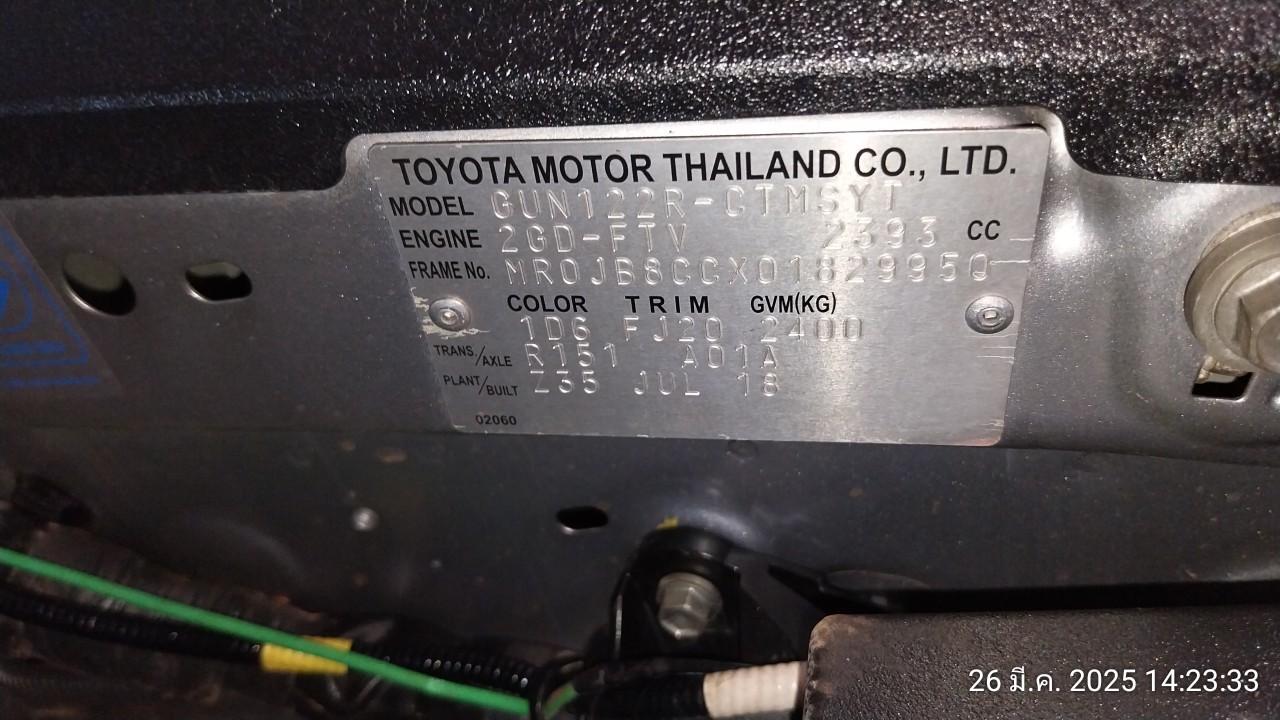 TOYOTA MOTOR THAILAND CO., LTD.
MODEL GUN122R-CTMSYT
ENGINE 2GD-FTV 2393 CC
FRAME No. MR0JB8CCX01829950
COLOR TRIM GVM(KG)
1D6 FJ20 2400
TRANS./AXLE R151 A01A
PLANT/BUILT Z35 JUL 18
02060
26 มี.ค. 2025 14:23:33